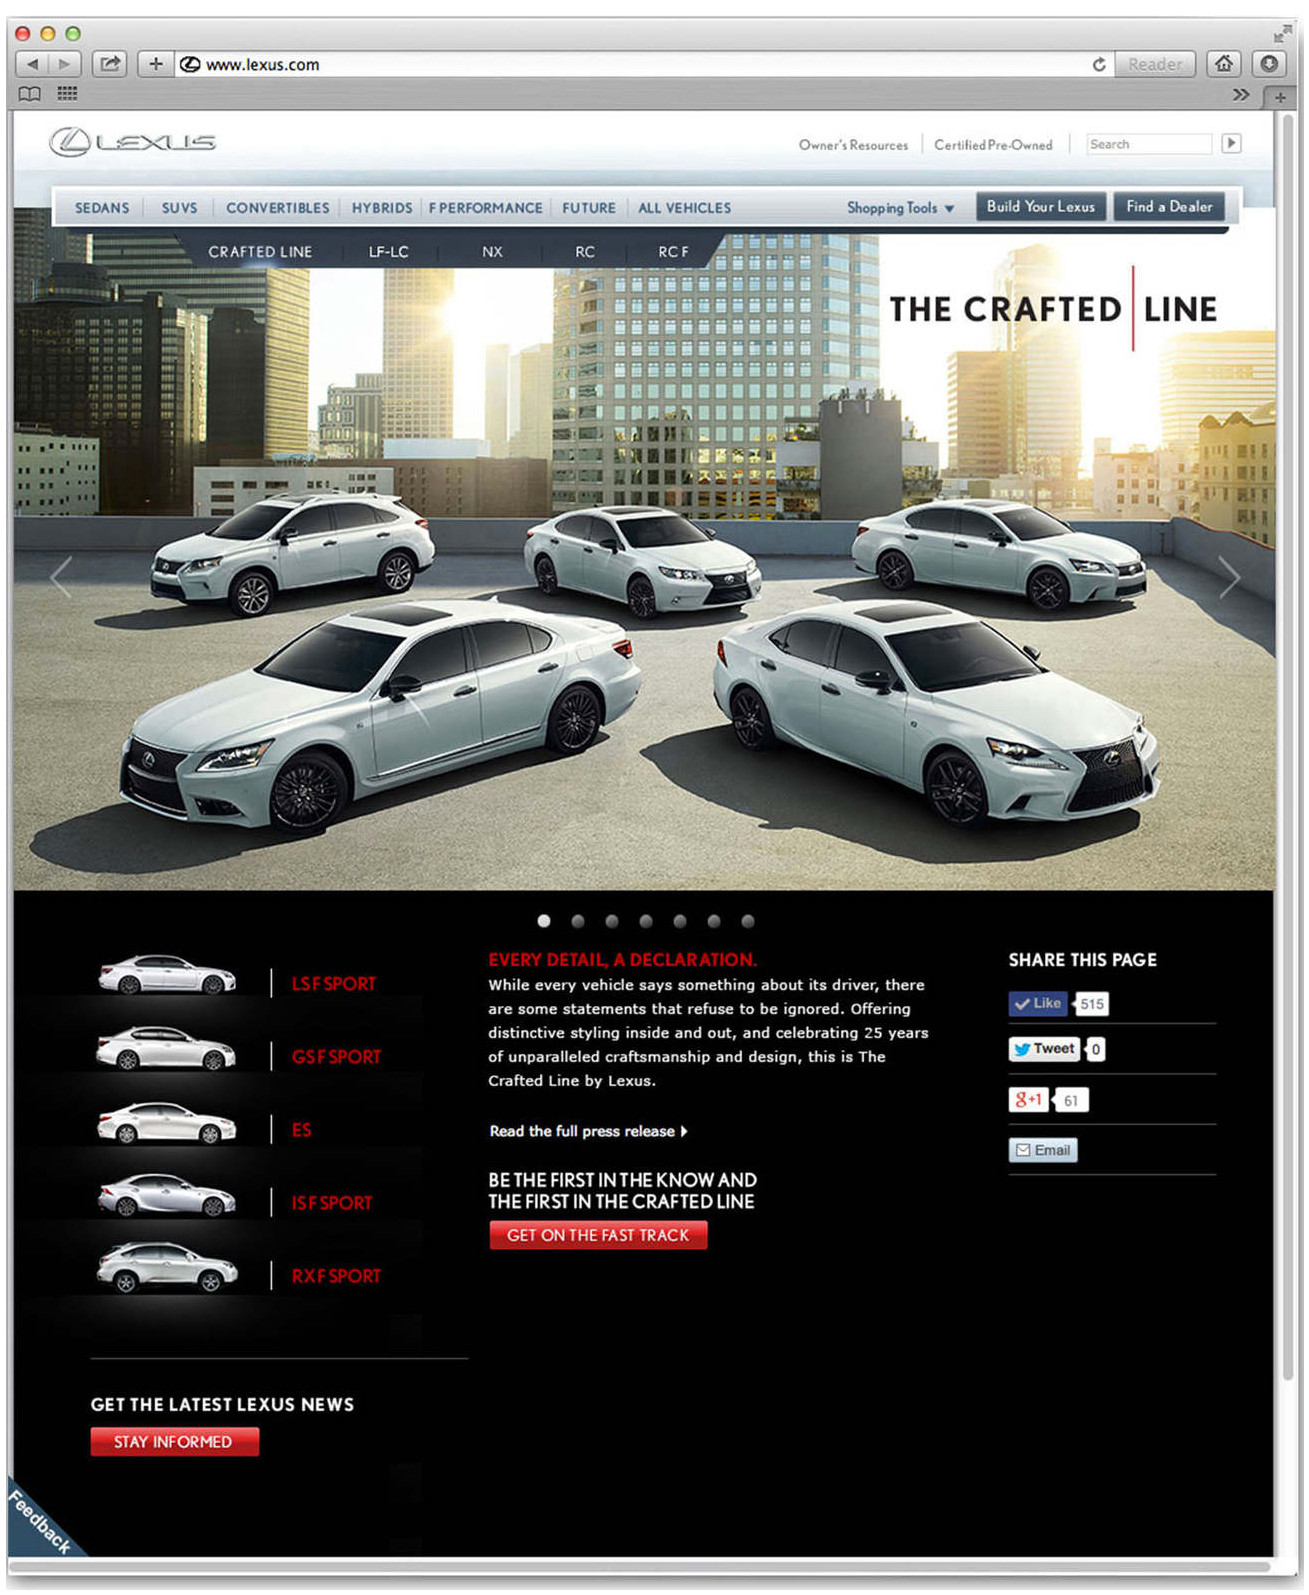 www.lexus.com
Reader
LEXUS
Owner's Resources
Certified Pre-Owned
Search
SEDANS
SUVS
CONVERTIBLES
HYBRIDS
F PERFORMANCE
FUTURE
ALL VEHICLES
Shopping Tools
Build Your Lexus
Find a Dealer
CRAFTED LINE
LF-LC
NX
RC
RC F
THE CRAFTED LINE
LS F SPORT
GS F SPORT
ES
IS F SPORT
RX F SPORT
GET THE LATEST LEXUS NEWS
STAY INFORMED
EVERY DETAIL, A DECLARATION.
While every vehicle says something about its driver, there
are some statements that refuse to be ignored. Offering
distinctive styling inside and out, and celebrating 25 years
of unparalleled craftsmanship and design, this is The
Crafted Line by Lexus.
Read the full press release
BE THE FIRST IN THE KNOW AND
THE FIRST IN THE CRAFTED LINE
GET ON THE FAST TRACK
SHARE THIS PAGE
Like 515
Tweet 0
g+1 61
Email
Feedback